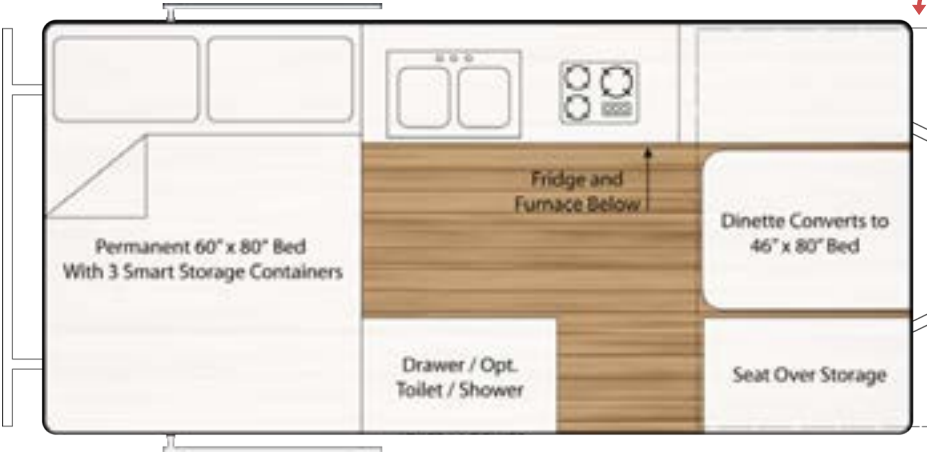 Fridge and
Furnace Below
Dinette Converts to
46" x 80" Bed
Permanent 60" x 80" Bed
With 3 Smart Storage Containers
Drawer / Opt.
Toilet / Shower
Seat Over Storage